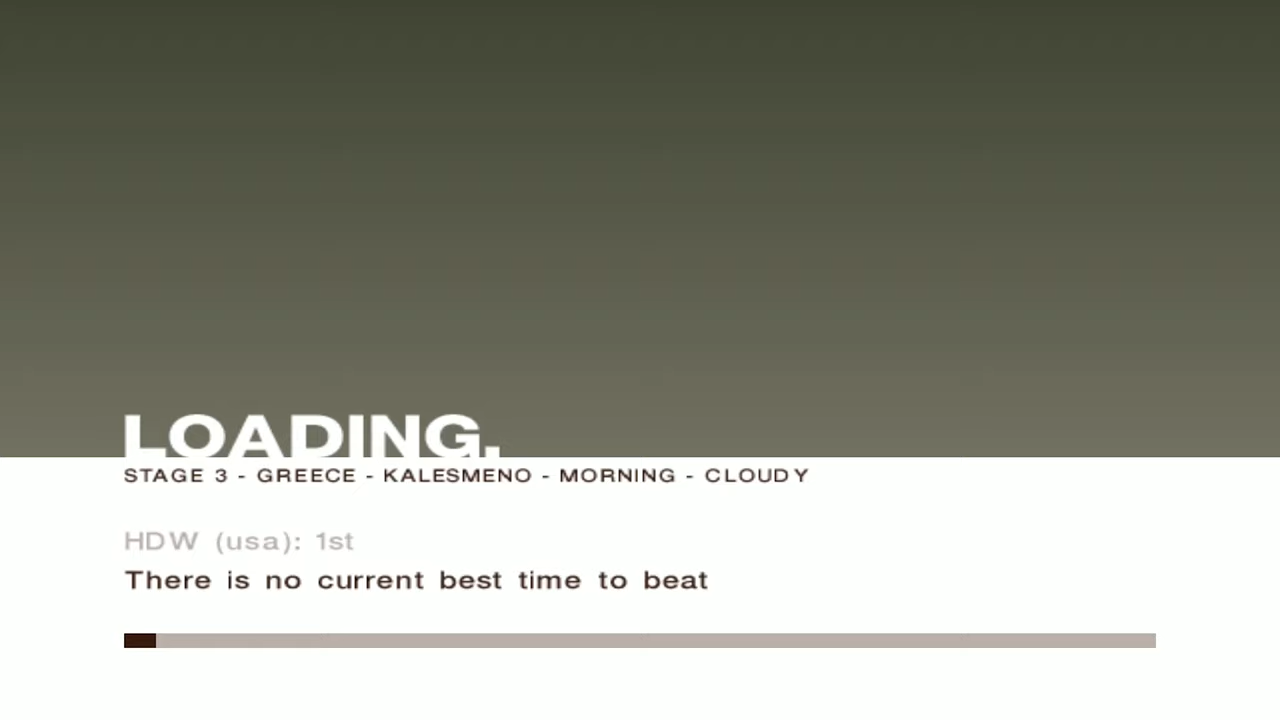 LOADING.
STAGE 3 - GREECE - KALESMENO - MORNING - CLOUDY
HDW (usa): 1st
There is no current best time to beat